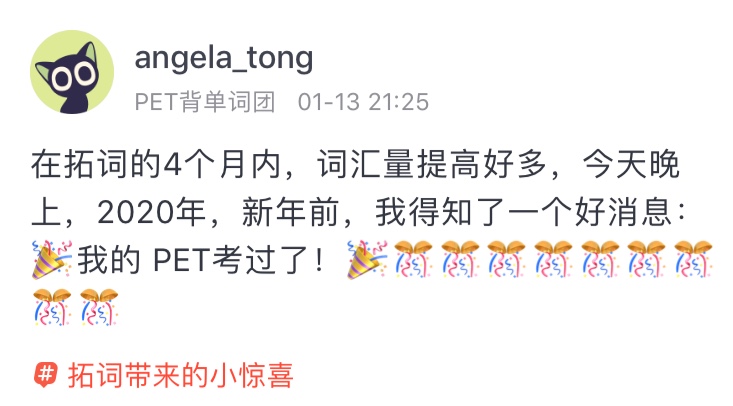 angela_tong
PET背单词团 01-13 21:25
在拓词的4个月内，词汇量提高好多，今天晚
上，2020年，新年前，我得知了一个好消息：
🎉我的 PET考过了！🎉🎊🎊🎊🎊🎊🎊🎊
🎊🎊
# 拓词带来的小惊喜